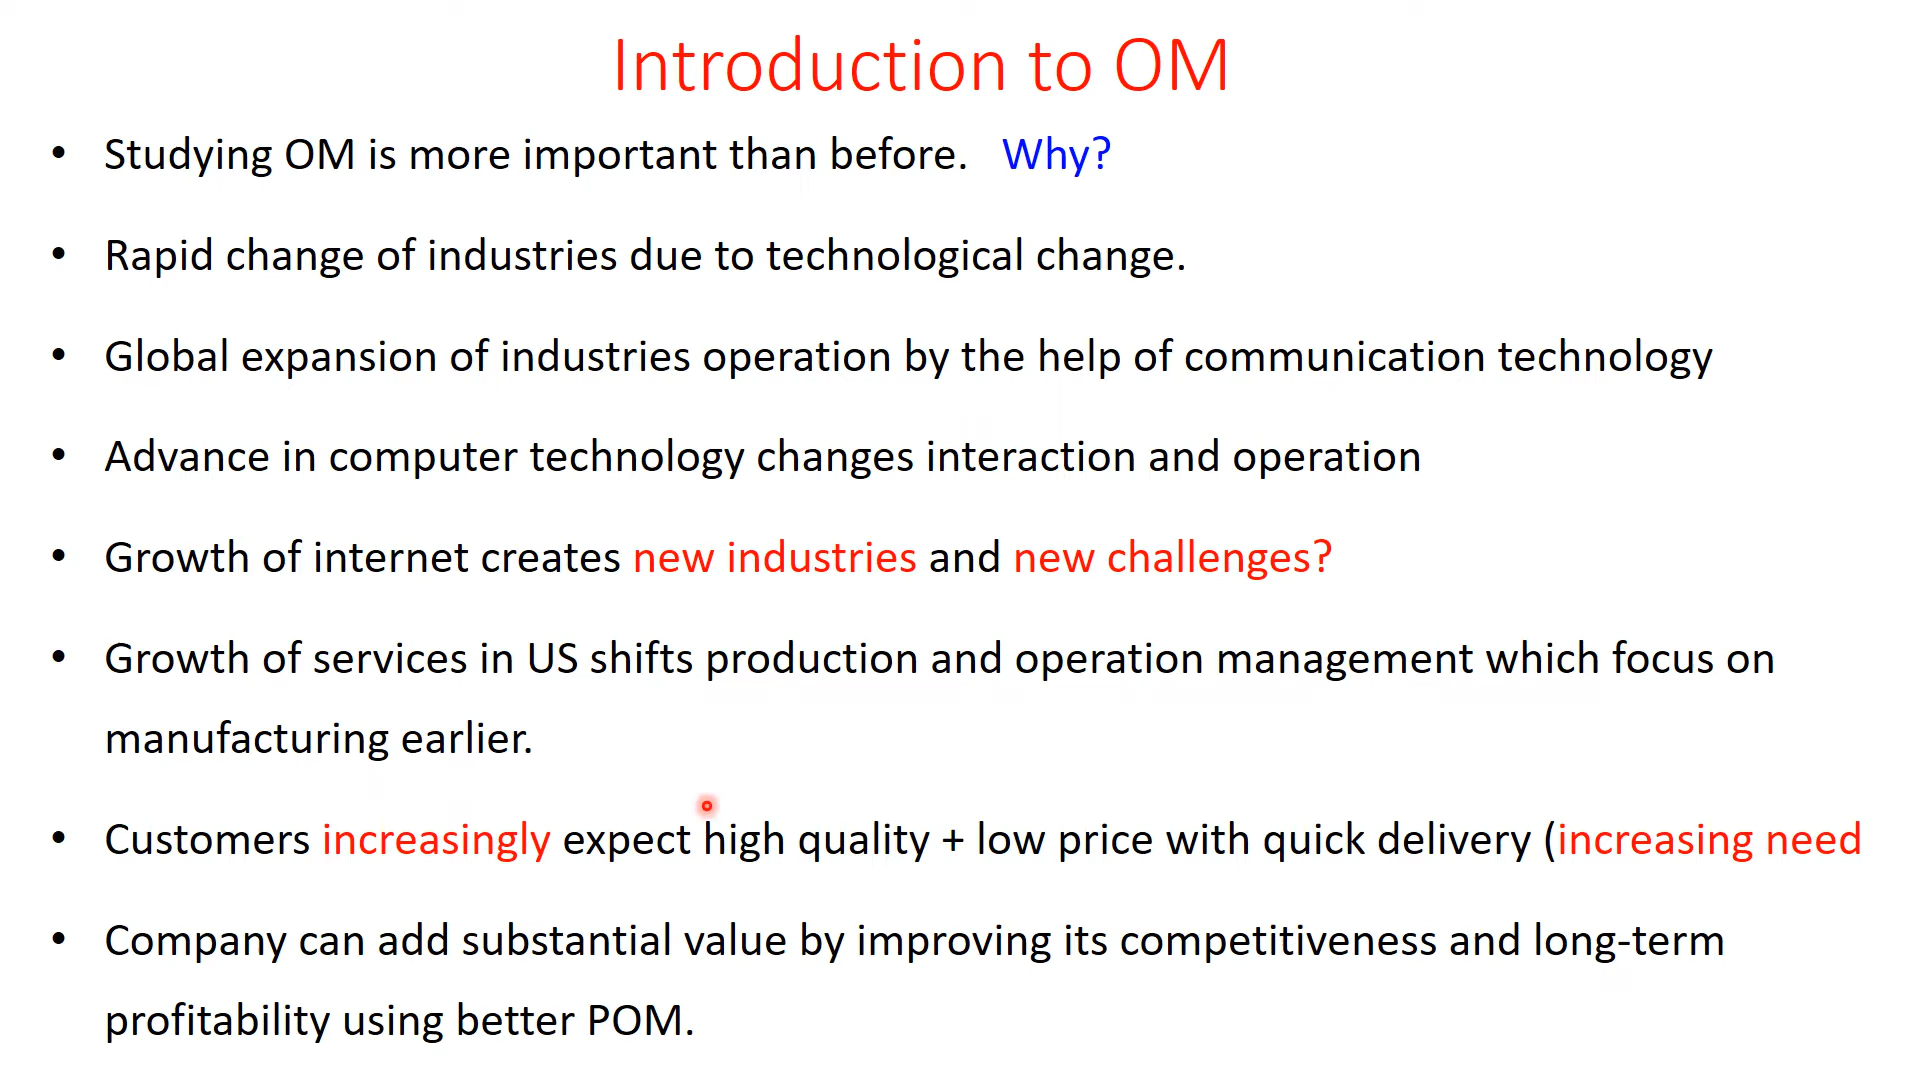 Introduction to OM
• Studying OM is more important than before. Why?
• Rapid change of industries due to technological change.
• Global expansion of industries operation by the help of communication technology
• Advance in computer technology changes interaction and operation
• Growth of internet creates new industries and new challenges?
• Growth of services in US shifts production and operation management which focus on
manufacturing earlier.
• Customers increasingly expect high quality + low price with quick delivery (increasing need
• Company can add substantial value by improving its competitiveness and long-term
profitability using better POM.